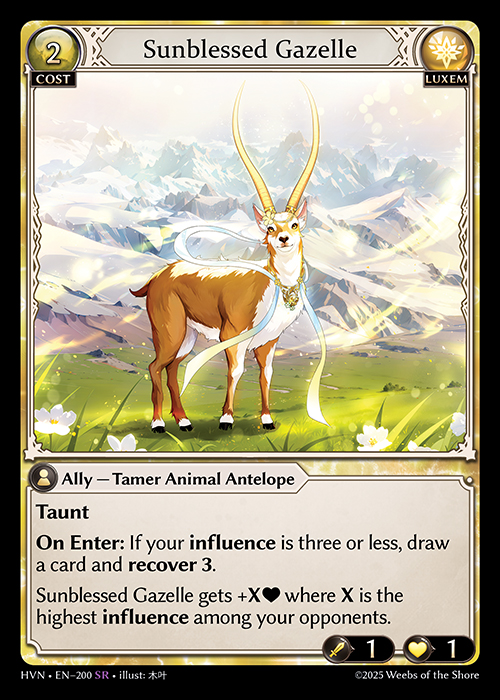 2
COST
Sunblessed Gazelle
LUXEM
Ally — Tamer Animal Antelope
Taunt
On Enter: If your influence is three or less, draw
a card and recover 3.
Sunblessed Gazelle gets +X❤ where X is the
highest influence among your opponents.
1
1
HVN • EN-200 SR • illust: 木叶
©2025 Weebs of the Shore